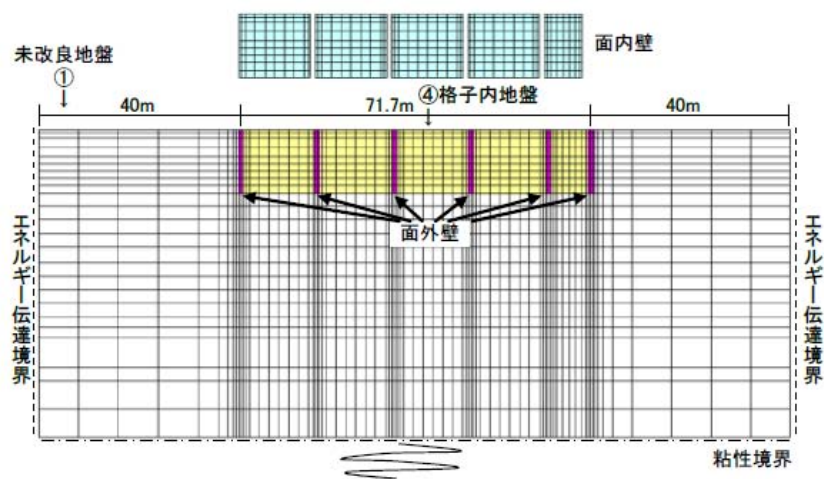 面内壁
未改良地盤
①
④格子内地盤
40m
71.7m
40m
面外壁
エネルギー伝達境界
エネルギー伝達境界
粘性境界